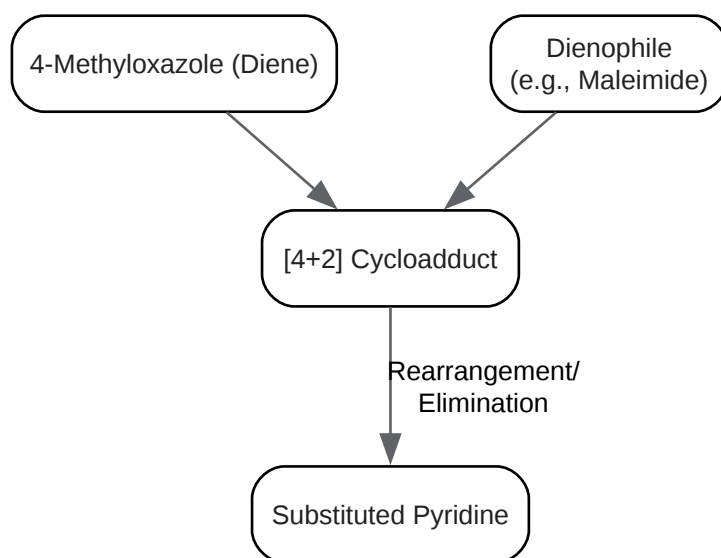 4-Methyloxazole (Diene)
Dienophile
(e.g., Maleimide)
[4+2] Cycloadduct
Rearrangement/
Elimination
Substituted Pyridine